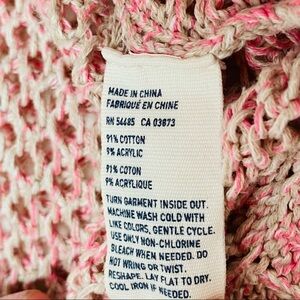 MADE IN CHINA
FABRIQUÉ EN CHINE
RN 54485 CA 03873
91% COTTON
9% ACRYLIC
91% COTON
9% ACRYLIQUE
TURN GARMENT INSIDE OUT.
MACHINE WASH COLD WITH
LIKE COLORS, GENTLE CYCLE.
USE ONLY NON-CHLORINE
BLEACH WHEN NEEDED. DO
NOT WRING OR TWIST.
RESHAPE. LAY FLAT TO DRY.
COOL IRON IF NEEDED.